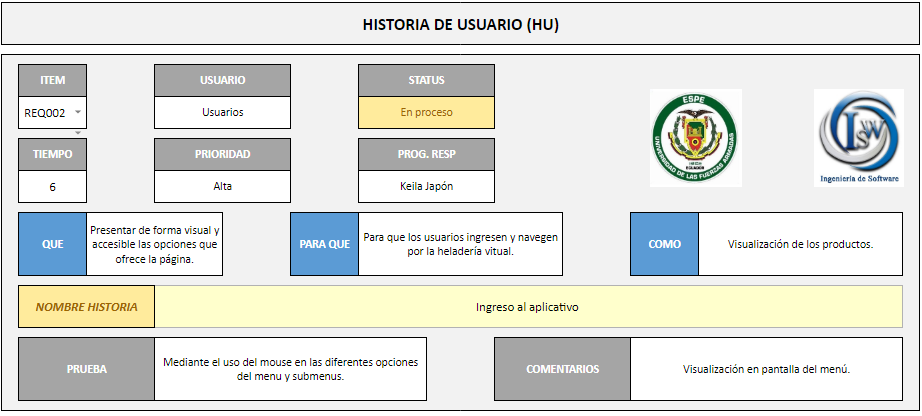 HISTORIA DE USUARIO (HU)
ITEM
USUARIO
STATUS
REQ002
Usuarios
En proceso
TIEMPO
PRIORIDAD
PROG. RESP
6
Alta
Keila Japón
ESPE
UNIVERSIDAD DE LAS FUERZAS ARMADAS
ECUADOR
ISW
Ingeniería de Software
QUE
Presentar de forma visual y
accesible las opciones que
ofrece la página.
PARA QUE
Para que los usuarios ingresen y navegen
por la heladería vitual.
COMO
Visualización de los productos.
NOMBRE HISTORIA
Ingreso al aplicativo
PRUEBA
Mediante el uso del mouse en las diferentes opciones
del menu y submenus.
COMENTARIOS
Visualización en pantalla del menú.